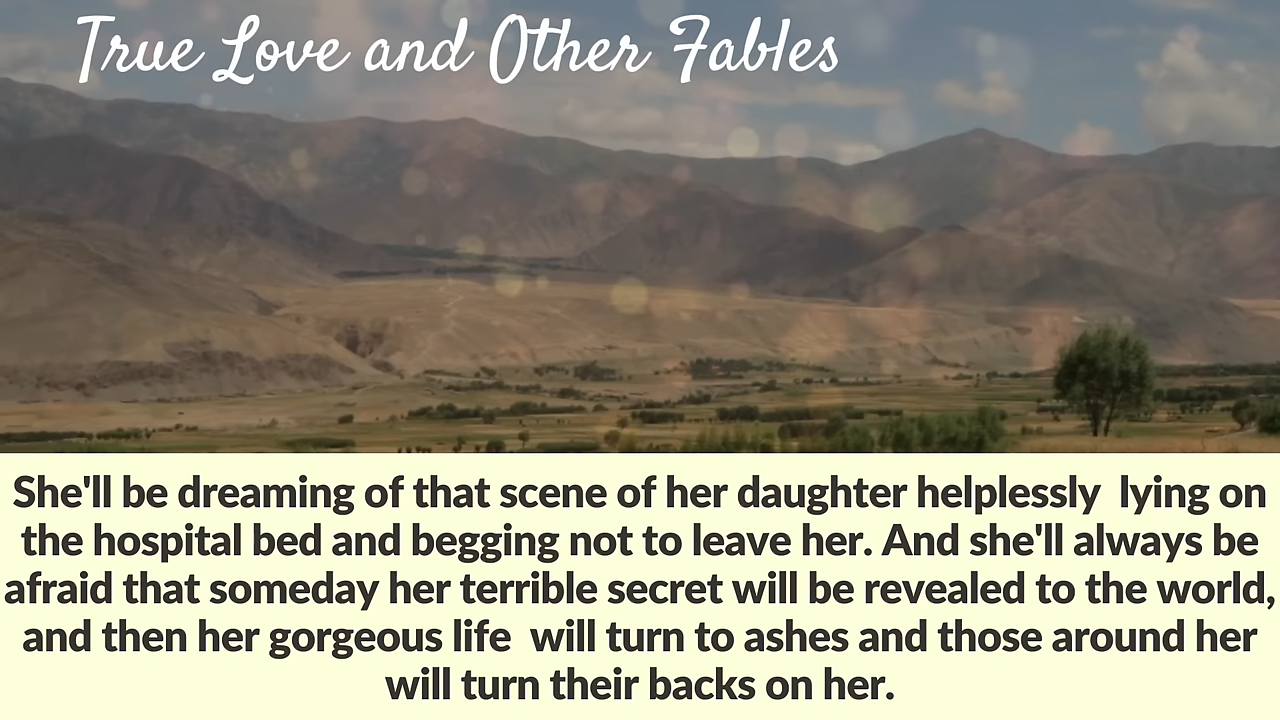 True Love and Other Fables
She'll be dreaming of that scene of her daughter helplessly  lying on
the hospital bed and begging not to leave her. And she'll always be
afraid that someday her terrible secret will be revealed to the world,
and then her gorgeous life  will turn to ashes and those around her
will turn their backs on her.